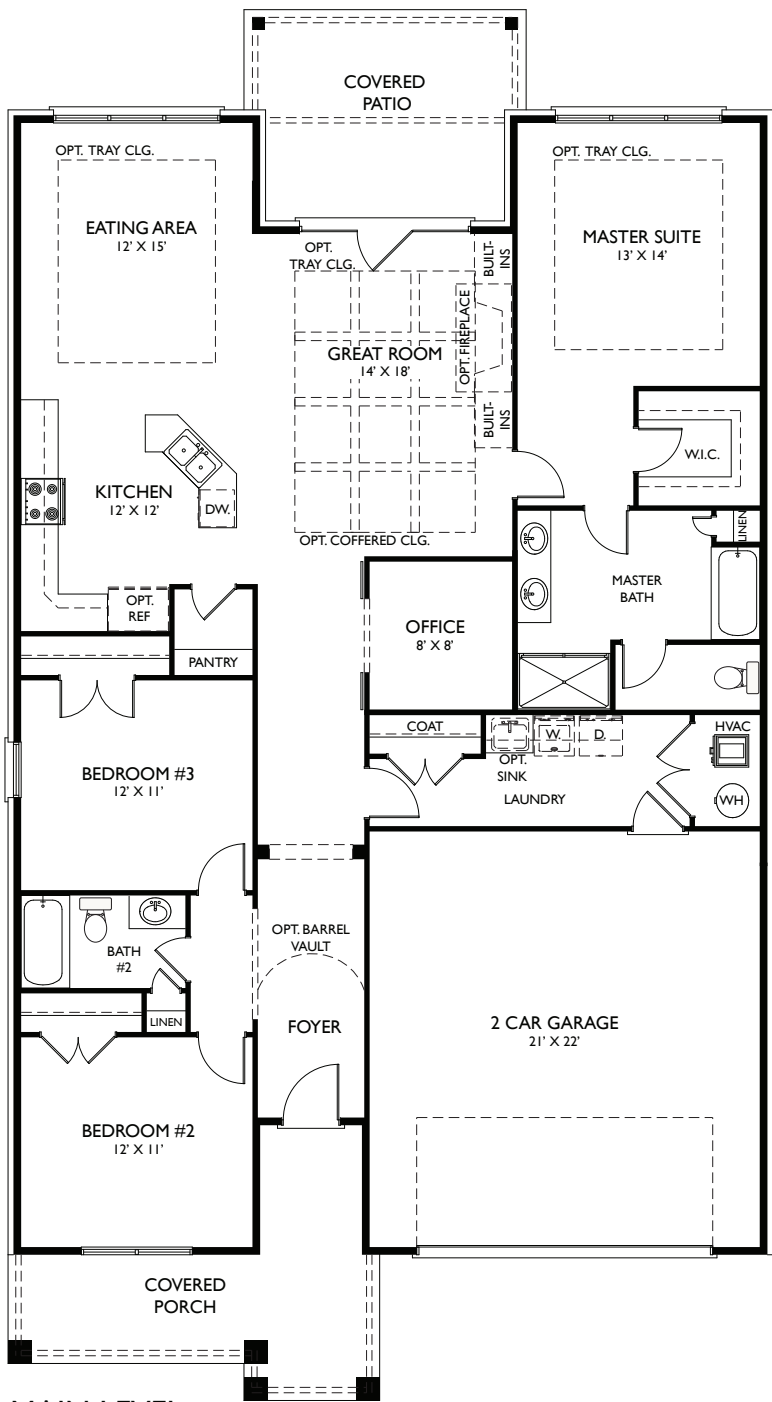 COVERED
PATIO
OPT. TRAY CLG.
EATING AREA
12' X 15'
OPT.
TRAY CLG.
BUILT-
INS
OPT. FIREPLACE
GREAT ROOM
14' X 18'
BUILT-
INS
OPT. COFFERED CLG.
OPT. TRAY CLG.
MASTER SUITE
13' X 14'
W.I.C.
KITCHEN
12' X 12'
DW.
OPT.
REF
PANTRY
LINEN
MASTER
BATH
OFFICE
8' X 8'
COAT
OPT.
SINK
W.
D.
LAUNDRY
HVAC
WH
BEDROOM #3
12' X 11'
BATH
#2
LINEN
OPT. BARREL
VAULT
FOYER
2 CAR GARAGE
21' X 22'
BEDROOM #2
12' X 11'
COVERED
PORCH